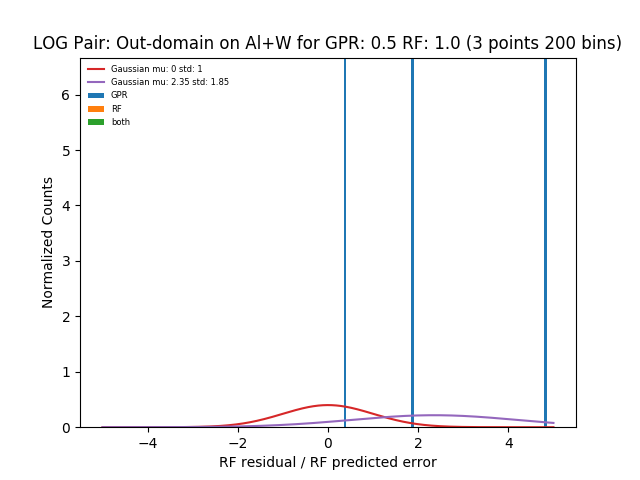 LOG Pair: Out-domain on Al+W for GPR: 0.5 RF: 1.0 (3 points 200 bins)
Gaussian mu: 0 std: 1
Gaussian mu: 2.35 std: 1.85
GPR
RF
both
Normalized Counts
6
5
4
3
2
1
0
−4 −2 0 2 4
RF residual / RF predicted error